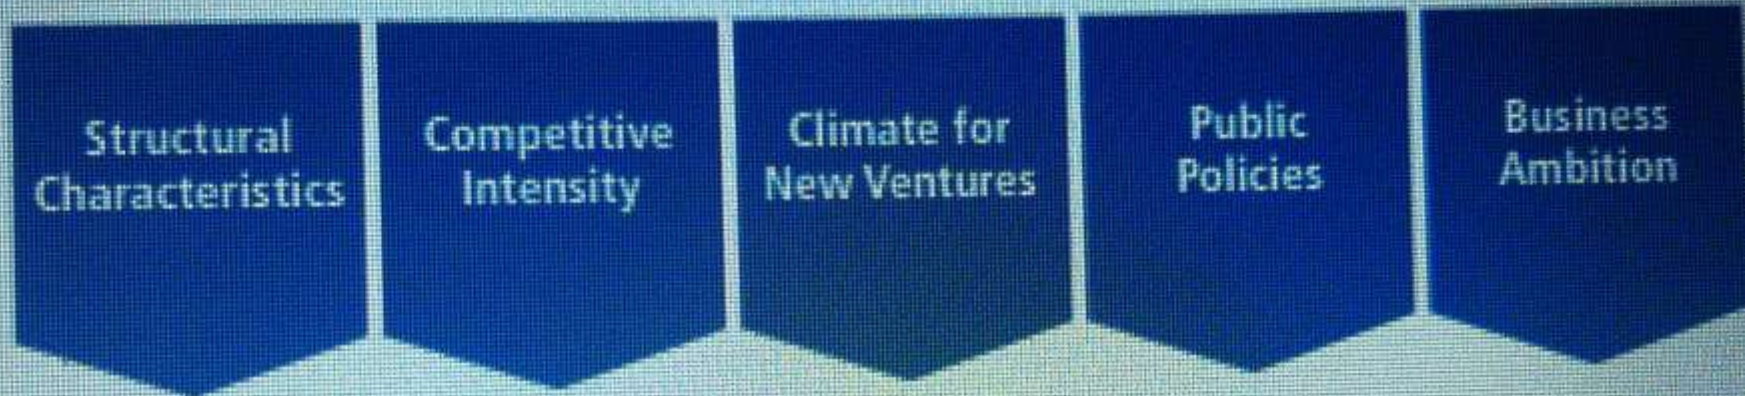 Structural
Characteristics
Competitive
Intensity
Climate for
New Ventures
Public
Policies
Business
Ambition